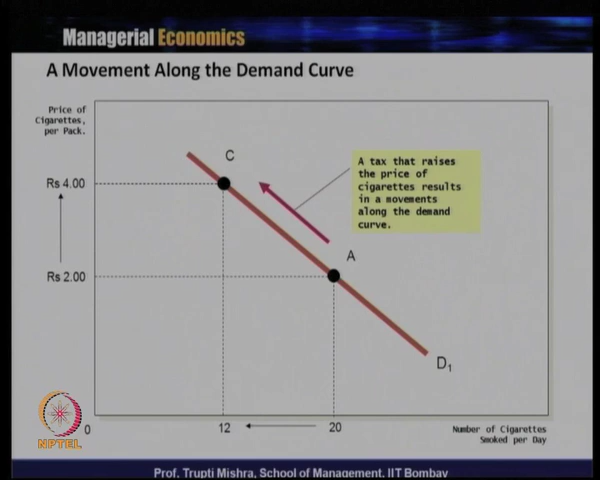 Managerial Economics
A Movement Along the Demand Curve
Price of
Cigarettes,
per Pack.
C
A tax that raises
the price of
cigarettes results
in a movements
along the demand
curve.
Rs 4.00
A
Rs 2.00
D1
0
12
20
Number of Cigarettes
Smoked per Day
NPTEL
Prof. Trupti Mishra, School of Management, IIT Bombay